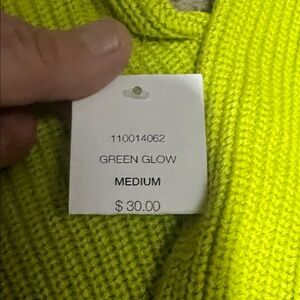 110014062
GREEN GLOW
MEDIUM
$ 30.00